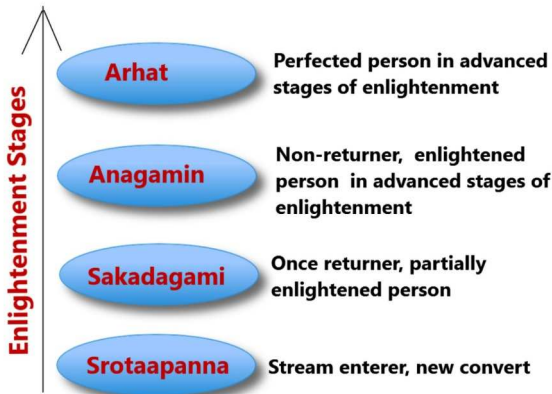 Enlightenment Stages
Arhat
Perfected person in advanced
stages of enlightenment
Anagamin
Non-returner, enlightened
person in advanced stages of
enlightenment
Sakadagami
Once returner, partially
enlightened person
Srotaapanna
Stream enterer, new convert